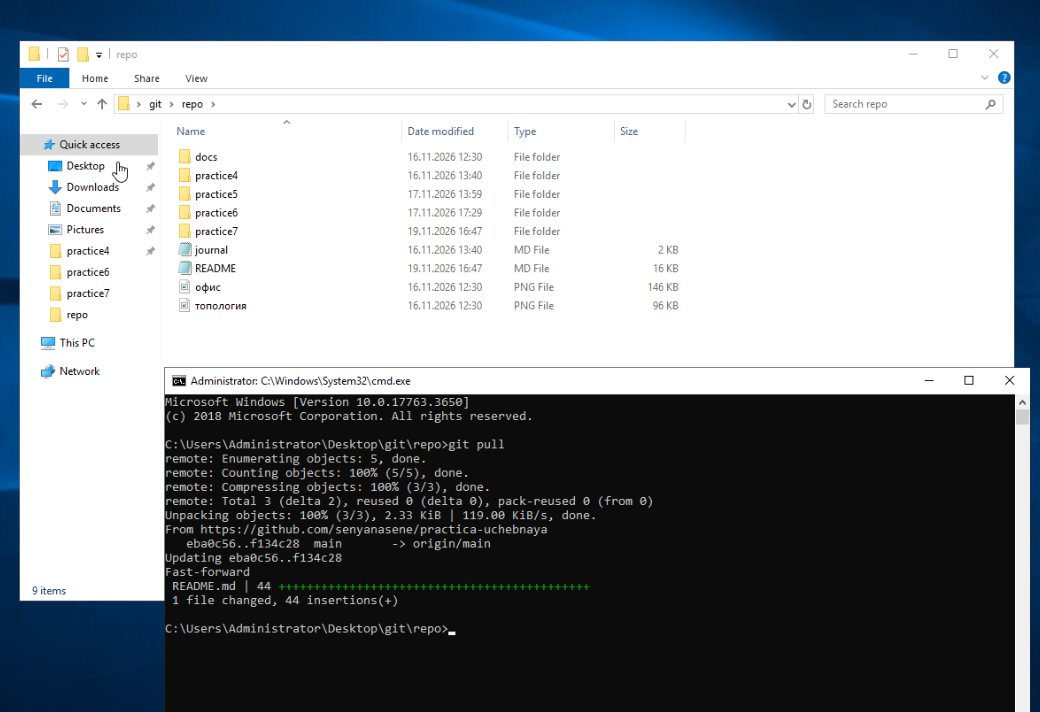 repo
File Home Share View
git repo
Search repo
Name Date modified Type Size
Quick access
Desktop
Downloads
Documents
Pictures
practice4
practice6
practice7
repo
This PC
Network
docs 16.11.2026 12:30 File folder
practice4 16.11.2026 13:40 File folder
practice5 17.11.2026 13:59 File folder
practice6 17.11.2026 17:29 File folder
practice7 19.11.2026 16:47 File folder
journal 16.11.2026 13:40 MD File 2 KB
README 19.11.2026 16:47 MD File 16 KB
офис 16.11.2026 12:30 PNG File 146 KB
топология 16.11.2026 12:30 PNG File 96 KB
9 items
Administrator: C:\Windows\System32\cmd.exe
Microsoft Windows [Version 10.0.17763.3650]
(c) 2018 Microsoft Corporation. All rights reserved.
C:\Users\Administrator\Desktop\git\repo>git pull
remote: Enumerating objects: 5, done.
remote: Counting objects: 100% (5/5), done.
remote: Compressing objects: 100% (3/3), done.
remote: Total 3 (delta 2), reused 0 (delta 0), pack-reused 0 (from 0)
Unpacking objects: 100% (3/3), 2.33 KiB | 119.00 KiB/s, done.
From https://github.com/senyanasene/practica-uchebnaya
eba0c56..f134c28 main -> origin/main
Updating eba0c56..f134c28
Fast-forward
README.md | 44 ++++++++++++++++++++++++++++++++++++++++++++
1 file changed, 44 insertions(+)
C:\Users\Administrator\Desktop\git\repo>